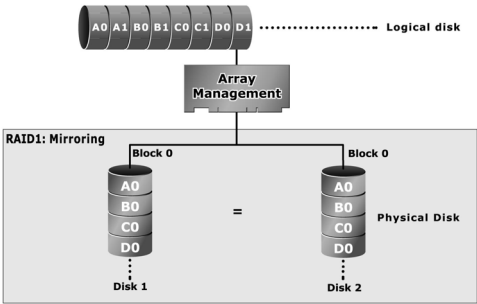 A0 A1 B0 B1 C0 C1 D0 D1
Logical disk
Array
Management
RAID1: Mirroring
Block 0
Block 0
A0
B0
C0
D0
=
A0
B0
C0
D0
Physical Disk
Disk 1
Disk 2